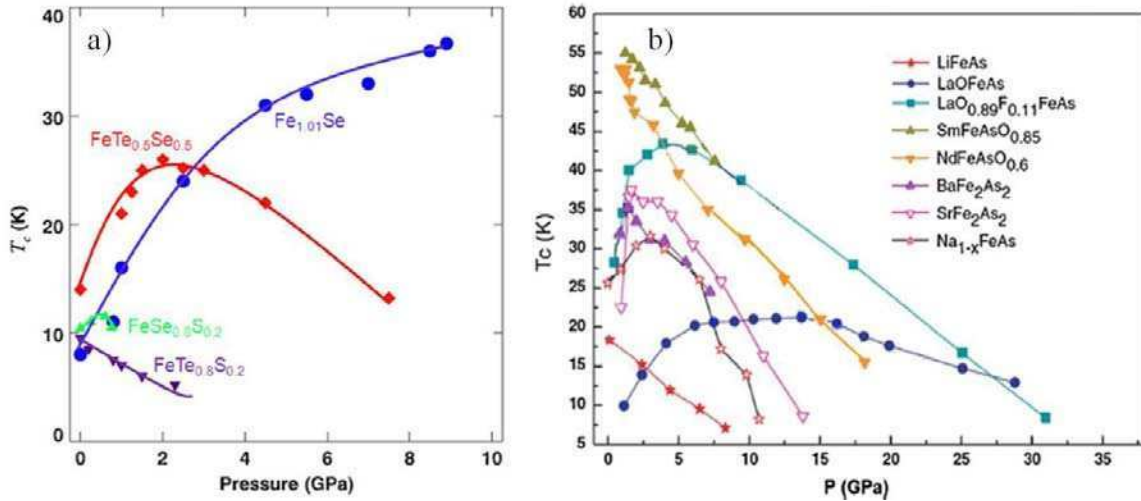 a)
40
30
20
10
0
T_c (K)
Fe1.01Se
FeTe0.5Se0.5
FeTe0.8S0.2
0 2 4 6 8 10
Pressure (GPa)
b)
60
55
50
45
40
35
30
25
20
15
10
5
Tc (K)
LiFeAs
LaOFeAs
LaO0.89F0.11FeAs
SmFeAsO0.85
NdFeAsO0.6
BaFe2As2
SrFe2As2
Na1-xFeAs
0 5 10 15 20 25 30 35
P (GPa)